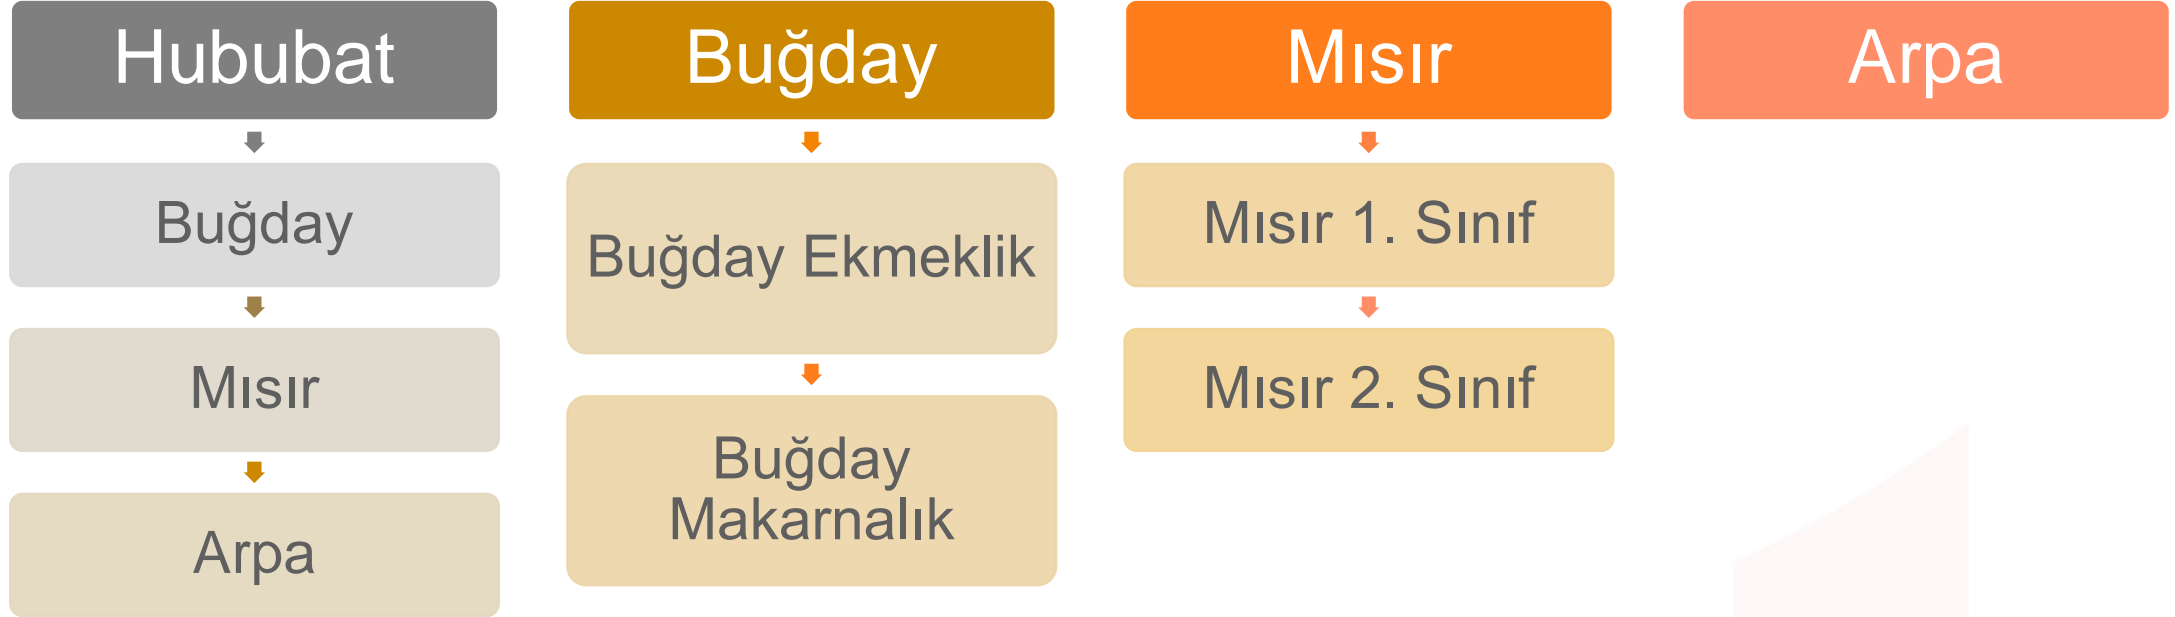 Hububat
Buğday
Mısır
Arpa
Buğday
Buğday Ekmeklik
Buğday
Makarnalık
Mısır
Mısır 1. Sınıf
Mısır 2. Sınıf
Arpa